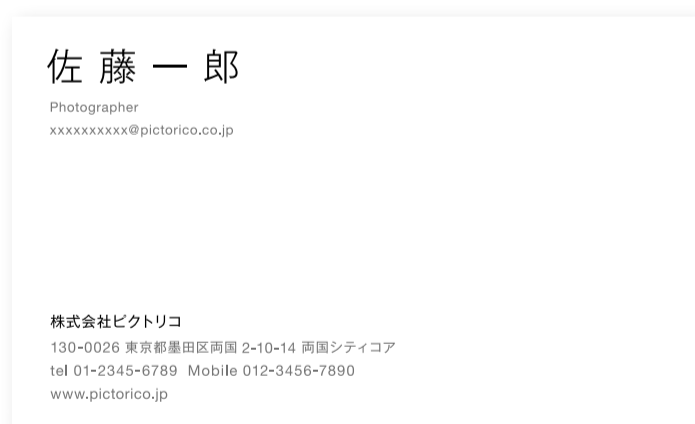 佐藤一郎
Photographer
xxxxxxxxxx@pictorico.co.jp
株式会社ピクトリコ
130-0026 東京都墨田区両国 2-10-14 両国シティコア
tel 01-2345-6789  Mobile 012-3456-7890
www.pictorico.jp